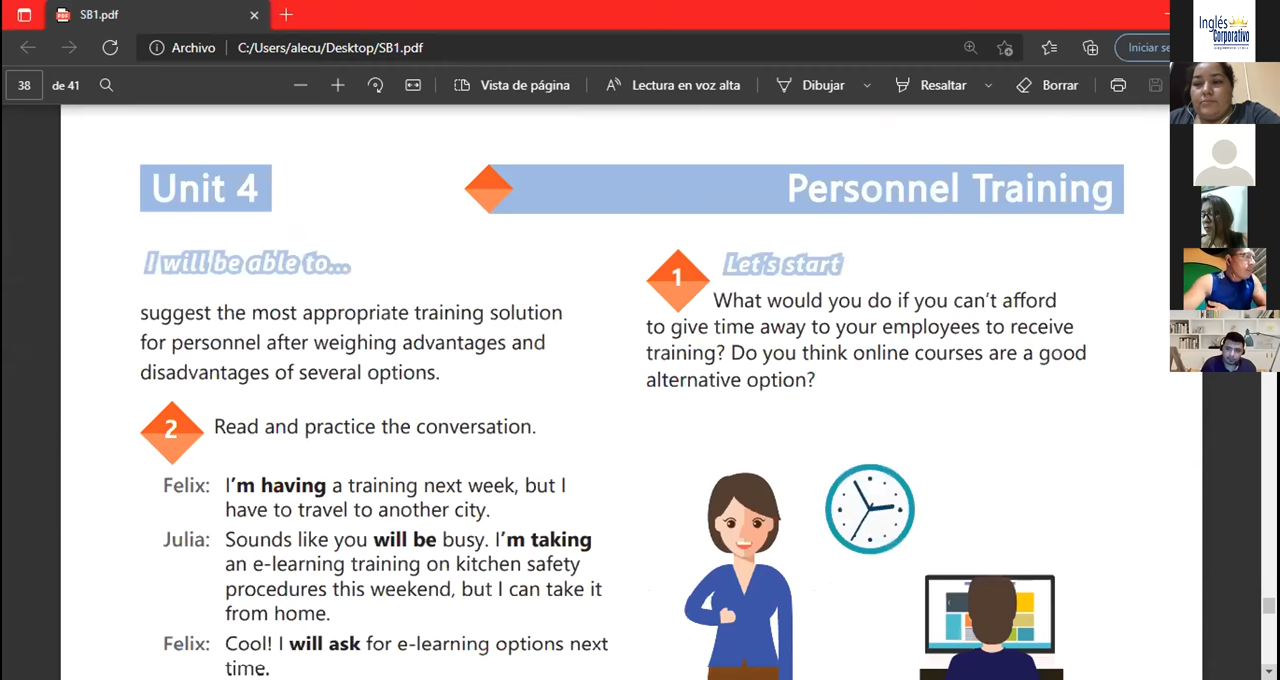 SB1.pdf
Archivo
C:/Users/alecu/Desktop/SB1.pdf
Iniciar se
38 de 41
Vista de página
Lectura en voz alta
Dibujar
Resaltar
Borrar
Inglés
Corporativo
Unit 4
Personnel Training
I will be able to...
suggest the most appropriate training solution
for personnel after weighing advantages and
disadvantages of several options.
1 Let's start
What would you do if you can't afford
to give time away to your employees to receive
training? Do you think online courses are a good
alternative option?
2 Read and practice the conversation.
Felix: I'm having a training next week, but I
have to travel to another city.
Julia: Sounds like you will be busy. I'm taking
an e-learning training on kitchen safety
procedures this weekend, but I can take it
from home.
Felix: Cool! I will ask for e-learning options next
time.